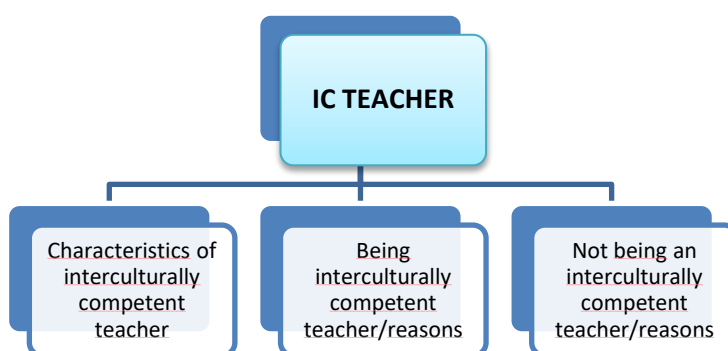 IC TEACHER
Characteristics of
interculturally
competent
teacher
Being
interculturally
competent
teacher/reasons
Not being an
interculturally
competent
teacher/reasons